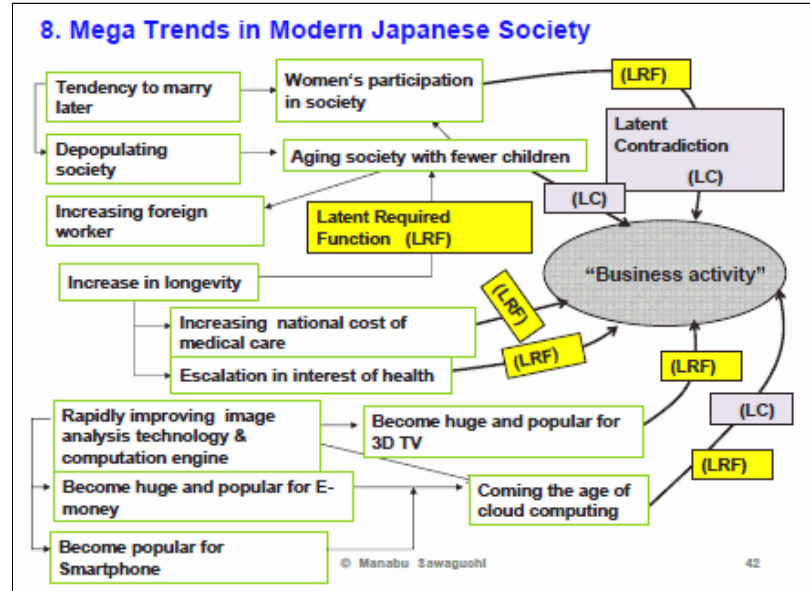 8. Mega Trends in Modern Japanese Society
Tendency to marry
later
Women's participation
in society
(LRF)
Latent
Contradiction
(LC)
Depopulating
society
Aging society with fewer children
(LC)
Increasing foreign
worker
Latent Required
Function (LRF)
"Business activity"
Increase in longevity
(LRF)
Increasing national cost of
medical care
(LRF)
Escalation in interest of health
(LRF)
Rapidly improving image
analysis technology &
computation engine
Become huge and popular for
3D TV
(LC)
(LRF)
Become huge and popular for E-
money
Coming the age of
cloud computing
Become popular for
Smartphone
© Manabu Sawaguohi
42